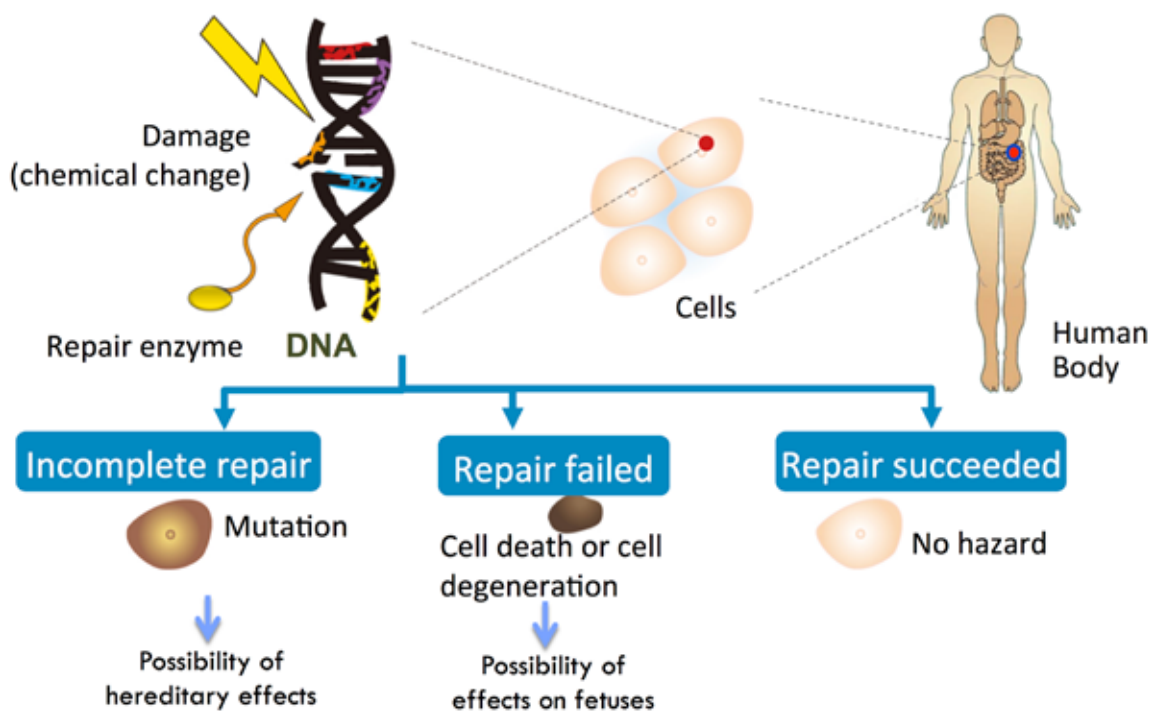 Damage
(chemical change)
Repair enzyme
DNA
Cells
Human
Body
Incomplete repair
Repair failed
Repair succeeded
Mutation
Cell death or cell
degeneration
No hazard
Possibility of
hereditary effects
Possibility of
effects on fetuses